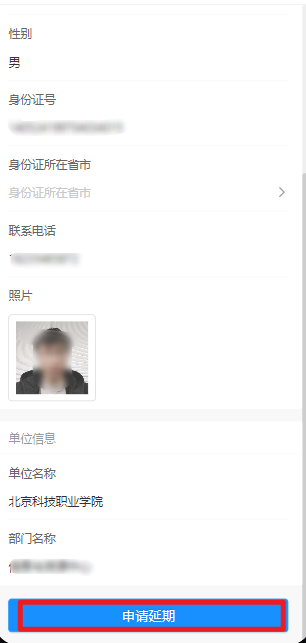 性别
男
身份证号
身份证所在省市
身份证所在省市
联系电话
照片
单位信息
单位名称
北京科技职业学院
部门名称
申请延期